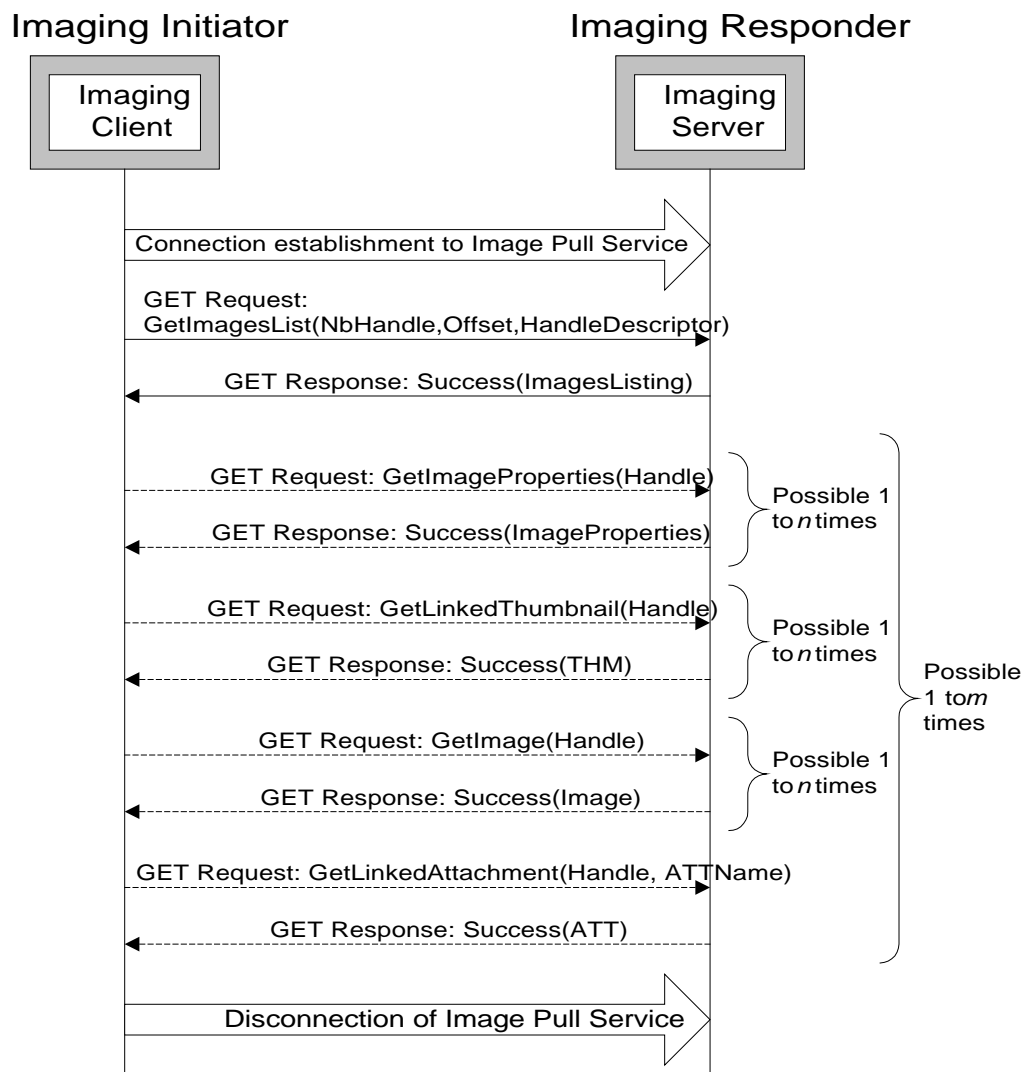 Imaging Initiator
Imaging Responder
Imaging
Client
Imaging
Server
Connection establishment to Image Pull Service
GET Request:
GetImagesList(NbHandle,Offset,HandleDescriptor)
GET Response: Success(ImagesListing)
GET Request: GetImageProperties(Handle)
GET Response: Success(ImageProperties)
Possible 1
to n times
GET Request: GetLinkedThumbnail(Handle)
GET Response: Success(THM)
Possible 1
to n times
GET Request: GetImage(Handle)
GET Response: Success(Image)
Possible 1
to n times
GET Request: GetLinkedAttachment(Handle, ATTName)
GET Response: Success(ATT)
Possible
1 to m
times
Disconnection of Image Pull Service